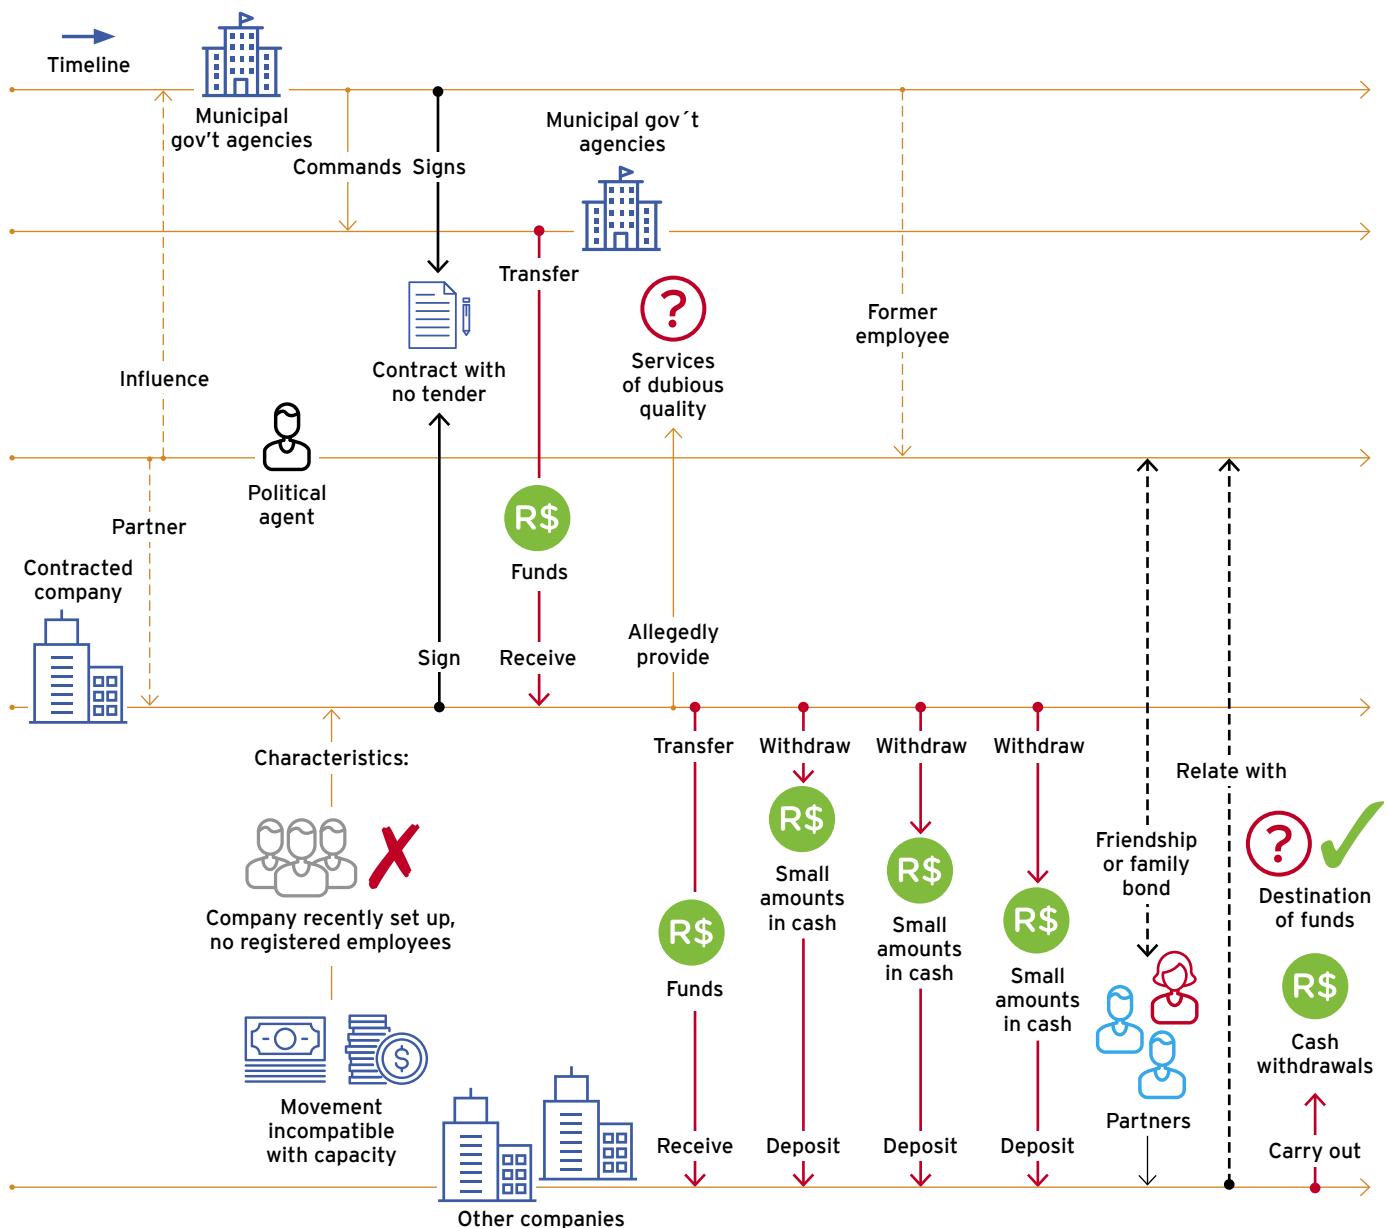 Timeline
Municipal
gov't agencies
Municipal gov´t
agencies
Commands
Signs
Transfer
Contract with
no tender
Services
of dubious
quality
Former
employee
Influence
Political
agent
Partner
R$
Funds
Contracted
company
Sign
Receive
Allegedly
provide
Characteristics:
Company recently set up,
no registered employees
Movement
incompatible
with capacity
Transfer
R$
Funds
Receive
Withdraw
R$
Small
amounts
in cash
Deposit
Withdraw
R$
Small
amounts
in cash
Deposit
Withdraw
R$
Small
amounts
in cash
Deposit
Friendship
or family
bond
Partners
Relate with
Destination
of funds
R$
Cash
withdrawals
Carry out
Other companies